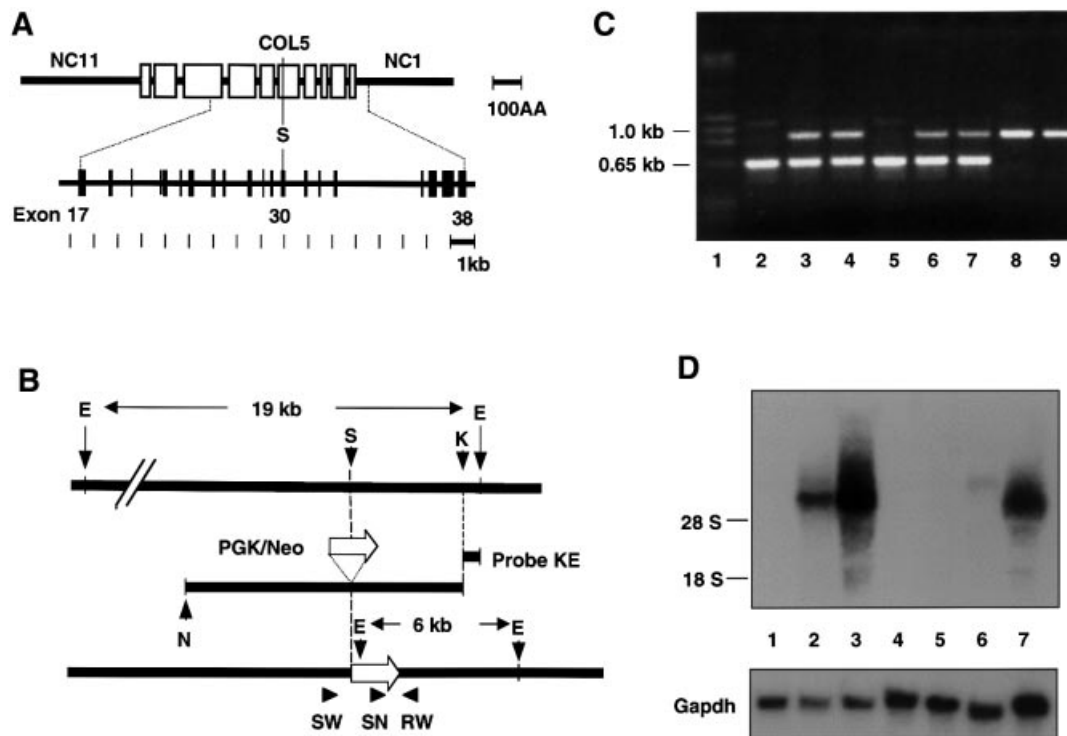 A
NC11
COL5
NC1
100AA
S
Exon 17
30
38
1kb
B
E
19 kb
E
S
K
PGK/Neo
Probe KE
N
E
6 kb
E
SW
SN
RW
C
1.0 kb
0.65 kb
1 2 3 4 5 6 7 8 9
D
28 S
18 S
1 2 3 4 5 6 7
Gapdh